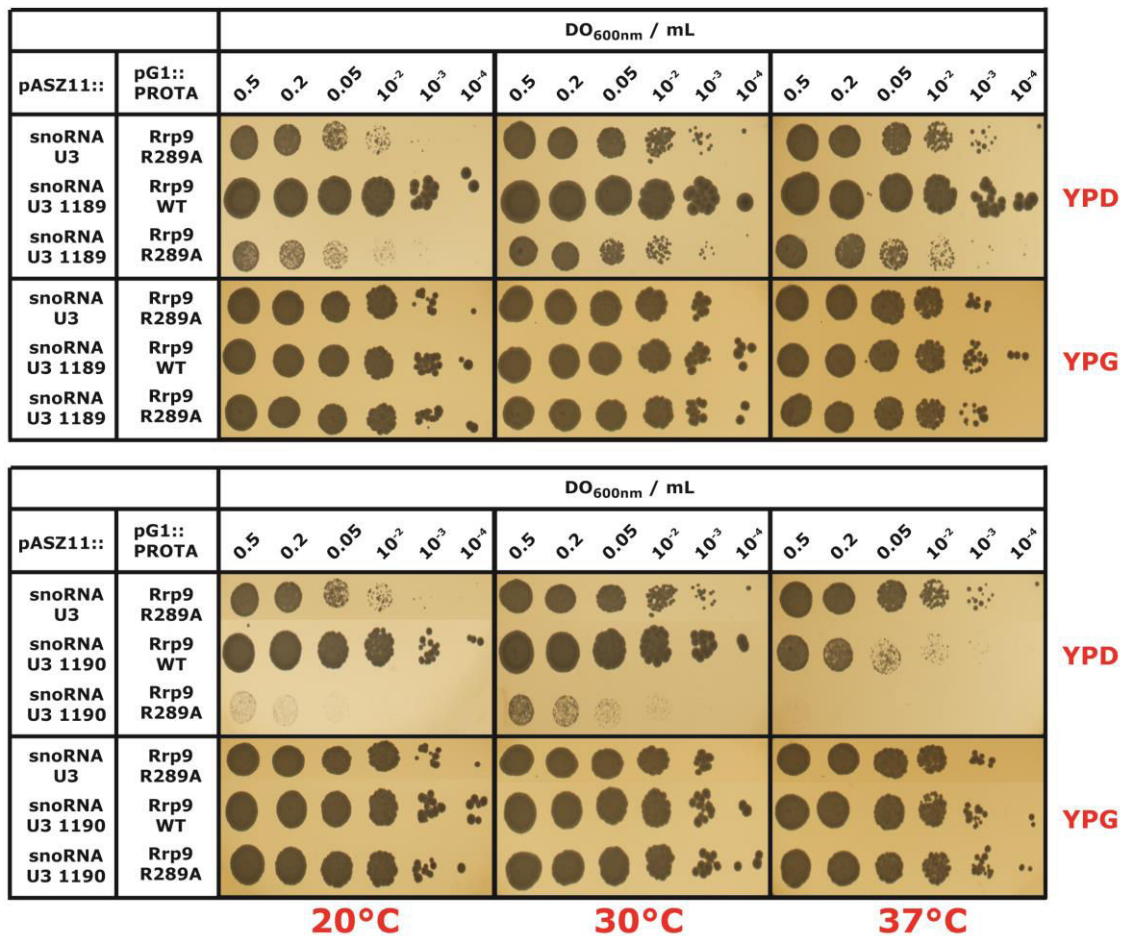 DO600nm / mL
pASZ11:: pG1:: PROTA 0.5 0.2 0.05 10-2 10-3 10-4 0.5 0.2 0.05 10-2 10-3 10-4 0.5 0.2 0.05 10-2 10-3 10-4
snoRNA U3 Rrp9 R289A
snoRNA U3 1189 Rrp9 WT
snoRNA U3 1189 Rrp9 R289A
YPD
snoRNA U3 Rrp9 R289A
snoRNA U3 1189 Rrp9 WT
snoRNA U3 1189 Rrp9 R289A
YPG
DO600nm / mL
pASZ11:: pG1:: PROTA 0.5 0.2 0.05 10-2 10-3 10-4 0.5 0.2 0.05 10-2 10-3 10-4 0.5 0.2 0.05 10-2 10-3 10-4
snoRNA U3 Rrp9 R289A
snoRNA U3 1190 Rrp9 WT
snoRNA U3 1190 Rrp9 R289A
YPD
snoRNA U3 Rrp9 R289A
snoRNA U3 1190 Rrp9 WT
snoRNA U3 1190 Rrp9 R289A
YPG
20°C 30°C 37°C